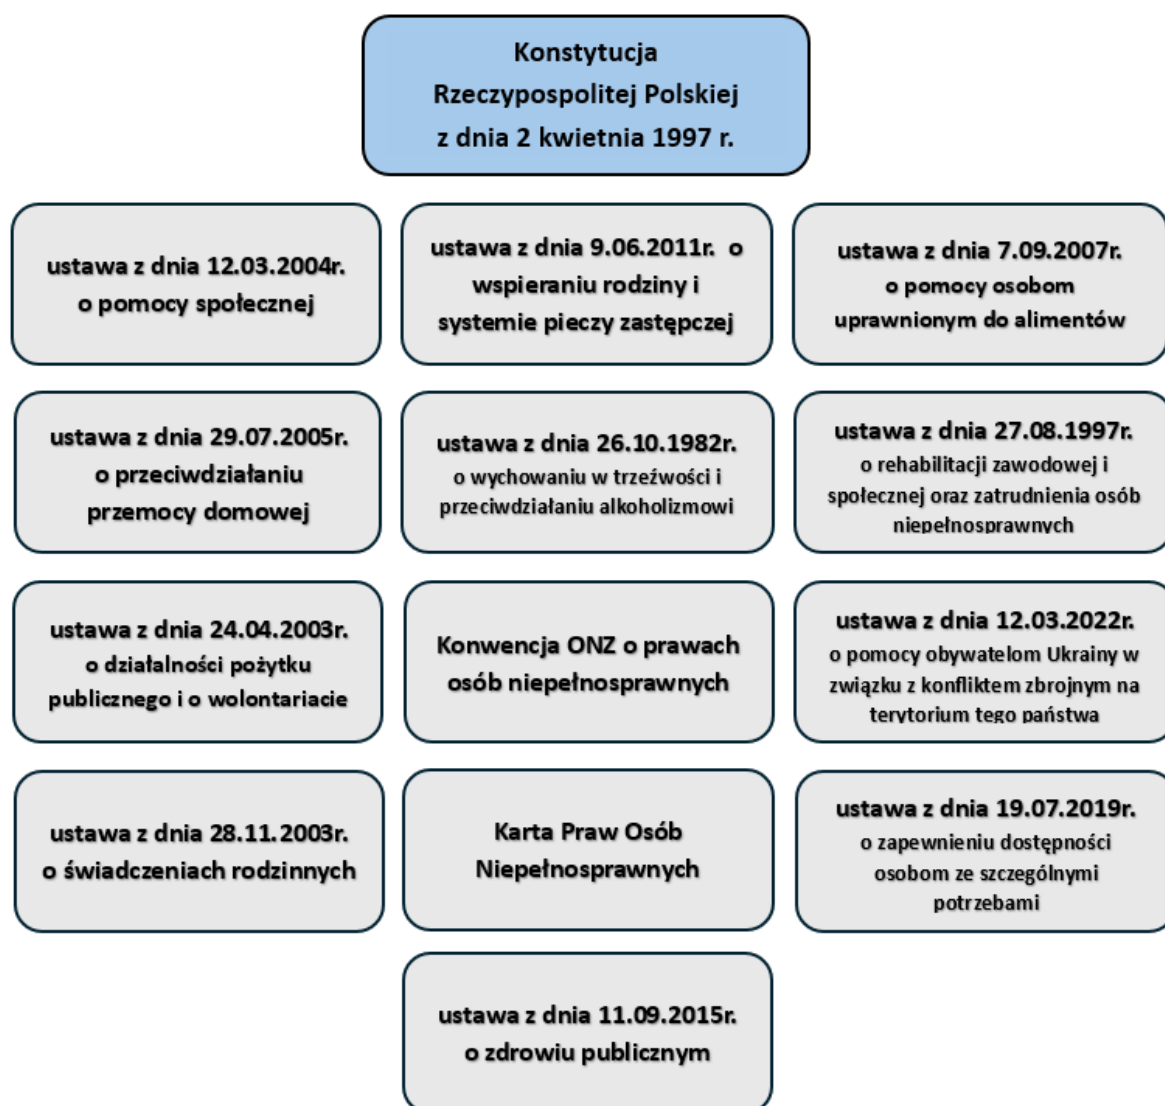 Konstytucja
Rzeczypospolitej Polskiej
z dnia 2 kwietnia 1997 r.
ustawa z dnia 12.03.2004r.
o pomocy społecznej
ustawa z dnia 9.06.2011r. o
wspieraniu rodziny i
systemie pieczy zastępczej
ustawa z dnia 7.09.2007r.
o pomocy osobom
uprawnionym do alimentów
ustawa z dnia 29.07.2005r.
o przeciwdziałaniu
przemocy domowej
ustawa z dnia 26.10.1982r.
o wychowaniu w trzeźwości i
przeciwdziałaniu alkoholizmowi
ustawa z dnia 27.08.1997r.
o rehabilitacji zawodowej i
społecznej oraz zatrudnienia osób
niepełnosprawnych
ustawa z dnia 24.04.2003r.
o działalności pożytku
publicznego i o wolontariacie
Konwencja ONZ o prawach
osób niepełnosprawnych
ustawa z dnia 12.03.2022r.
o pomocy obywatelom Ukrainy w
związku z konfliktem zbrojnym na
terytorium tego państwa
ustawa z dnia 28.11.2003r.
o świadczeniach rodzinnych
Karta Praw Osób
Niepełnosprawnych
ustawa z dnia 19.07.2019r.
o zapewnieniu dostępności
osobom ze szczególnymi
potrzebami
ustawa z dnia 11.09.2015r.
o zdrowiu publicznym